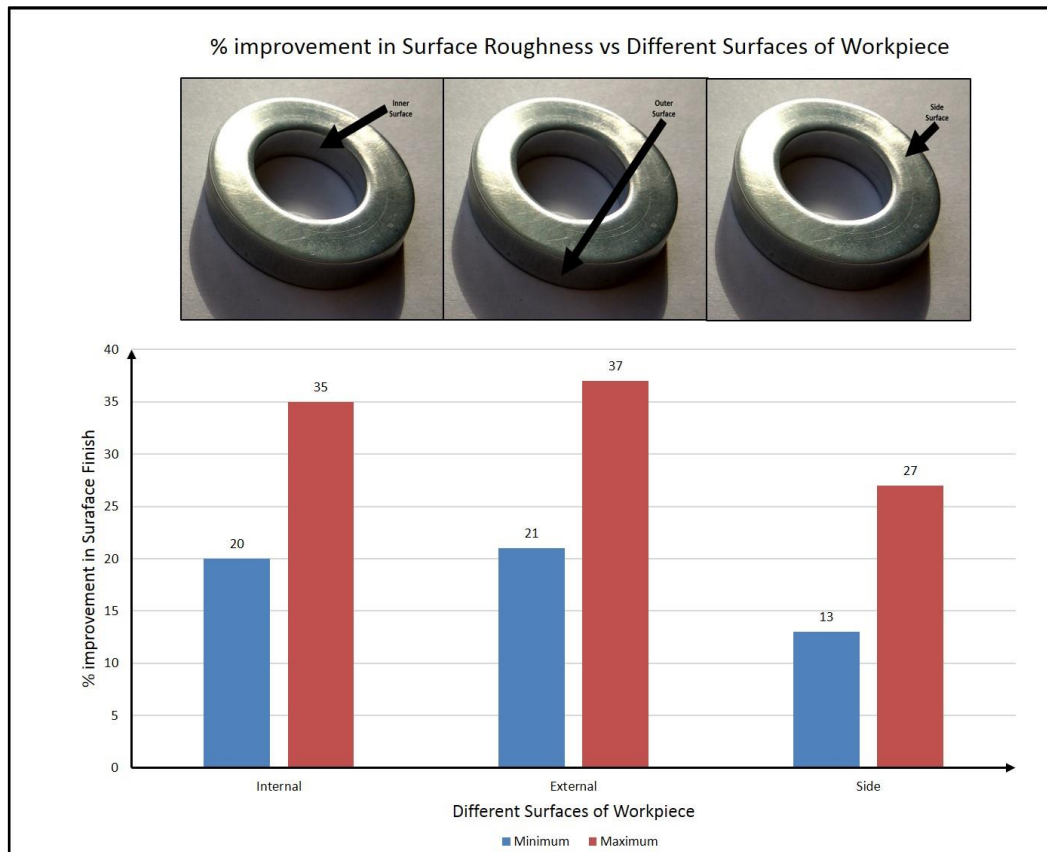 % improvement in Surface Roughness vs Different Surfaces of Workpiece
Inner
Surface
Outer
Surface
Side
Surface
% improvement in Suraface Finish
40
35
30
25
20
15
10
5
0
20
35
21
37
13
27
Internal
External
Side
Different Surfaces of Workpiece
Minimum
Maximum